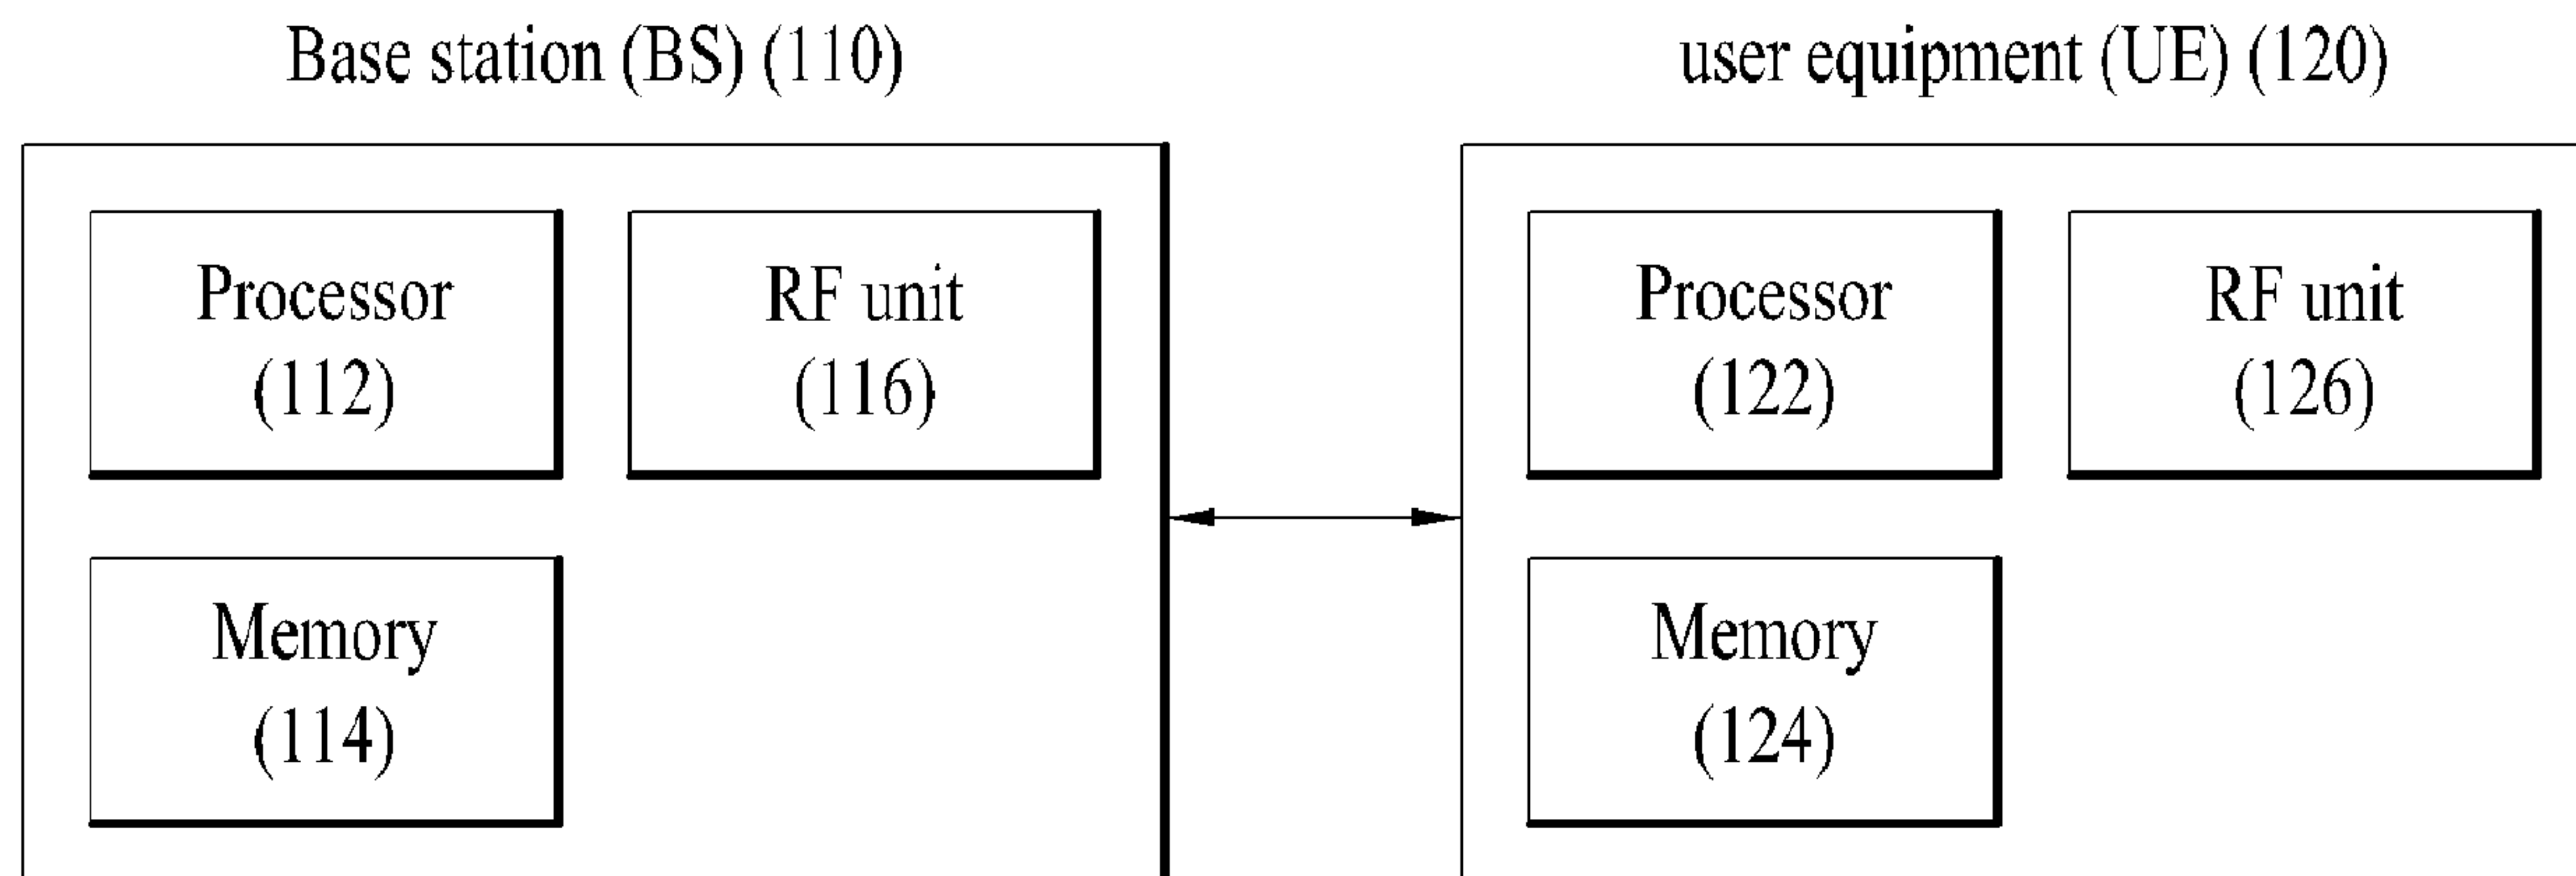 Base station (BS) (110)
Processor
(112)
RF unit
(116)
Memory
(114)
user equipment (UE) (120)
Processor
(122)
RF unit
(126)
Memory
(124)